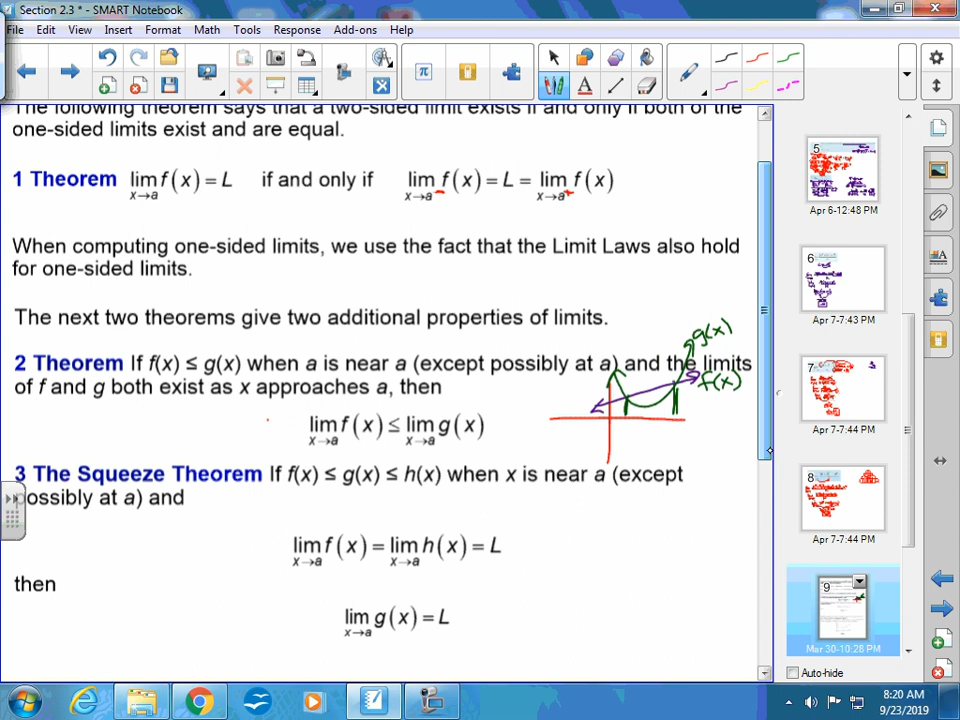 Section 2.3 * - SMART Notebook
File Edit View Insert Format Math Tools Response Add-ons Help
The following theorem says that a two-sided limit exists if and only if both of the
one-sided limits exist and are equal.
1 Theorem lim x→a f(x) = L if and only if lim x→a⁻ f(x) = L = lim x→a⁺ f(x)
When computing one-sided limits, we use the fact that the Limit Laws also hold
for one-sided limits.
The next two theorems give two additional properties of limits.
g(x)
2 Theorem If f(x) ≤ g(x) when a is near a (except possibly at a) and the limits
f(x)
of f and g both exist as x approaches a, then
lim x→a f(x) ≤ lim x→a g(x)
3 The Squeeze Theorem If f(x) ≤ g(x) ≤ h(x) when x is near a (except
possibly at a) and
lim x→a f(x) = lim x→a h(x) = L
then
lim x→a g(x) = L
5
Apr 6-12:48 PM
6
Apr 7-7:43 PM
7
Apr 7-7:44 PM
8
Apr 7-7:44 PM
9
Mar 30-10:28 PM
Auto-hide
8:20 AM
9/23/2019